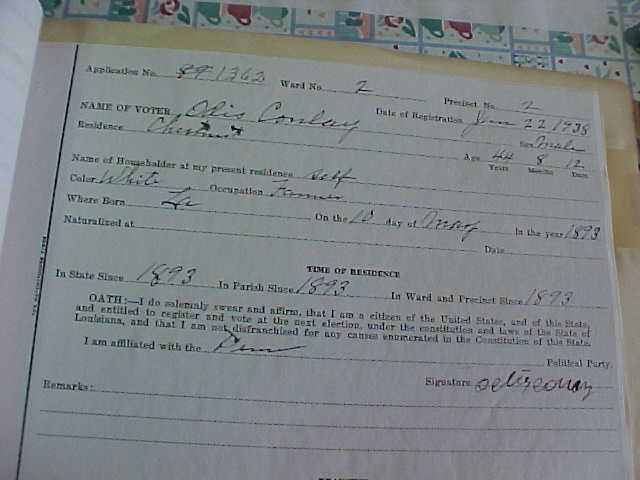 Application No. 891363 Ward No. 2 Precinct No. 2
NAME OF VOTER Otis Conlay Date of Registration Jan 22 1938
Residence Chestnut Sex male
Age 44 8 12
Years Months Days
Name of Householder at my present residence self
Color White Occupation Farmer
Where Born La On the 10 day of May In the year 1893
Naturalized at Date
TIME OF RESIDENCE
In State Since 1893 In Parish Since 1893 In Ward and Precinct Since 1893
OATH:—I do solemnly swear and affirm, that I am a citizen of the United States, and of this State,
and entitled to register and vote at the next election, under the constitution and laws of the State of
Louisiana, and that I am not disfranchised for any causes enumerated in the Constitution of this State.
I am affiliated with the Dem Political Party.
Signature
Remarks: